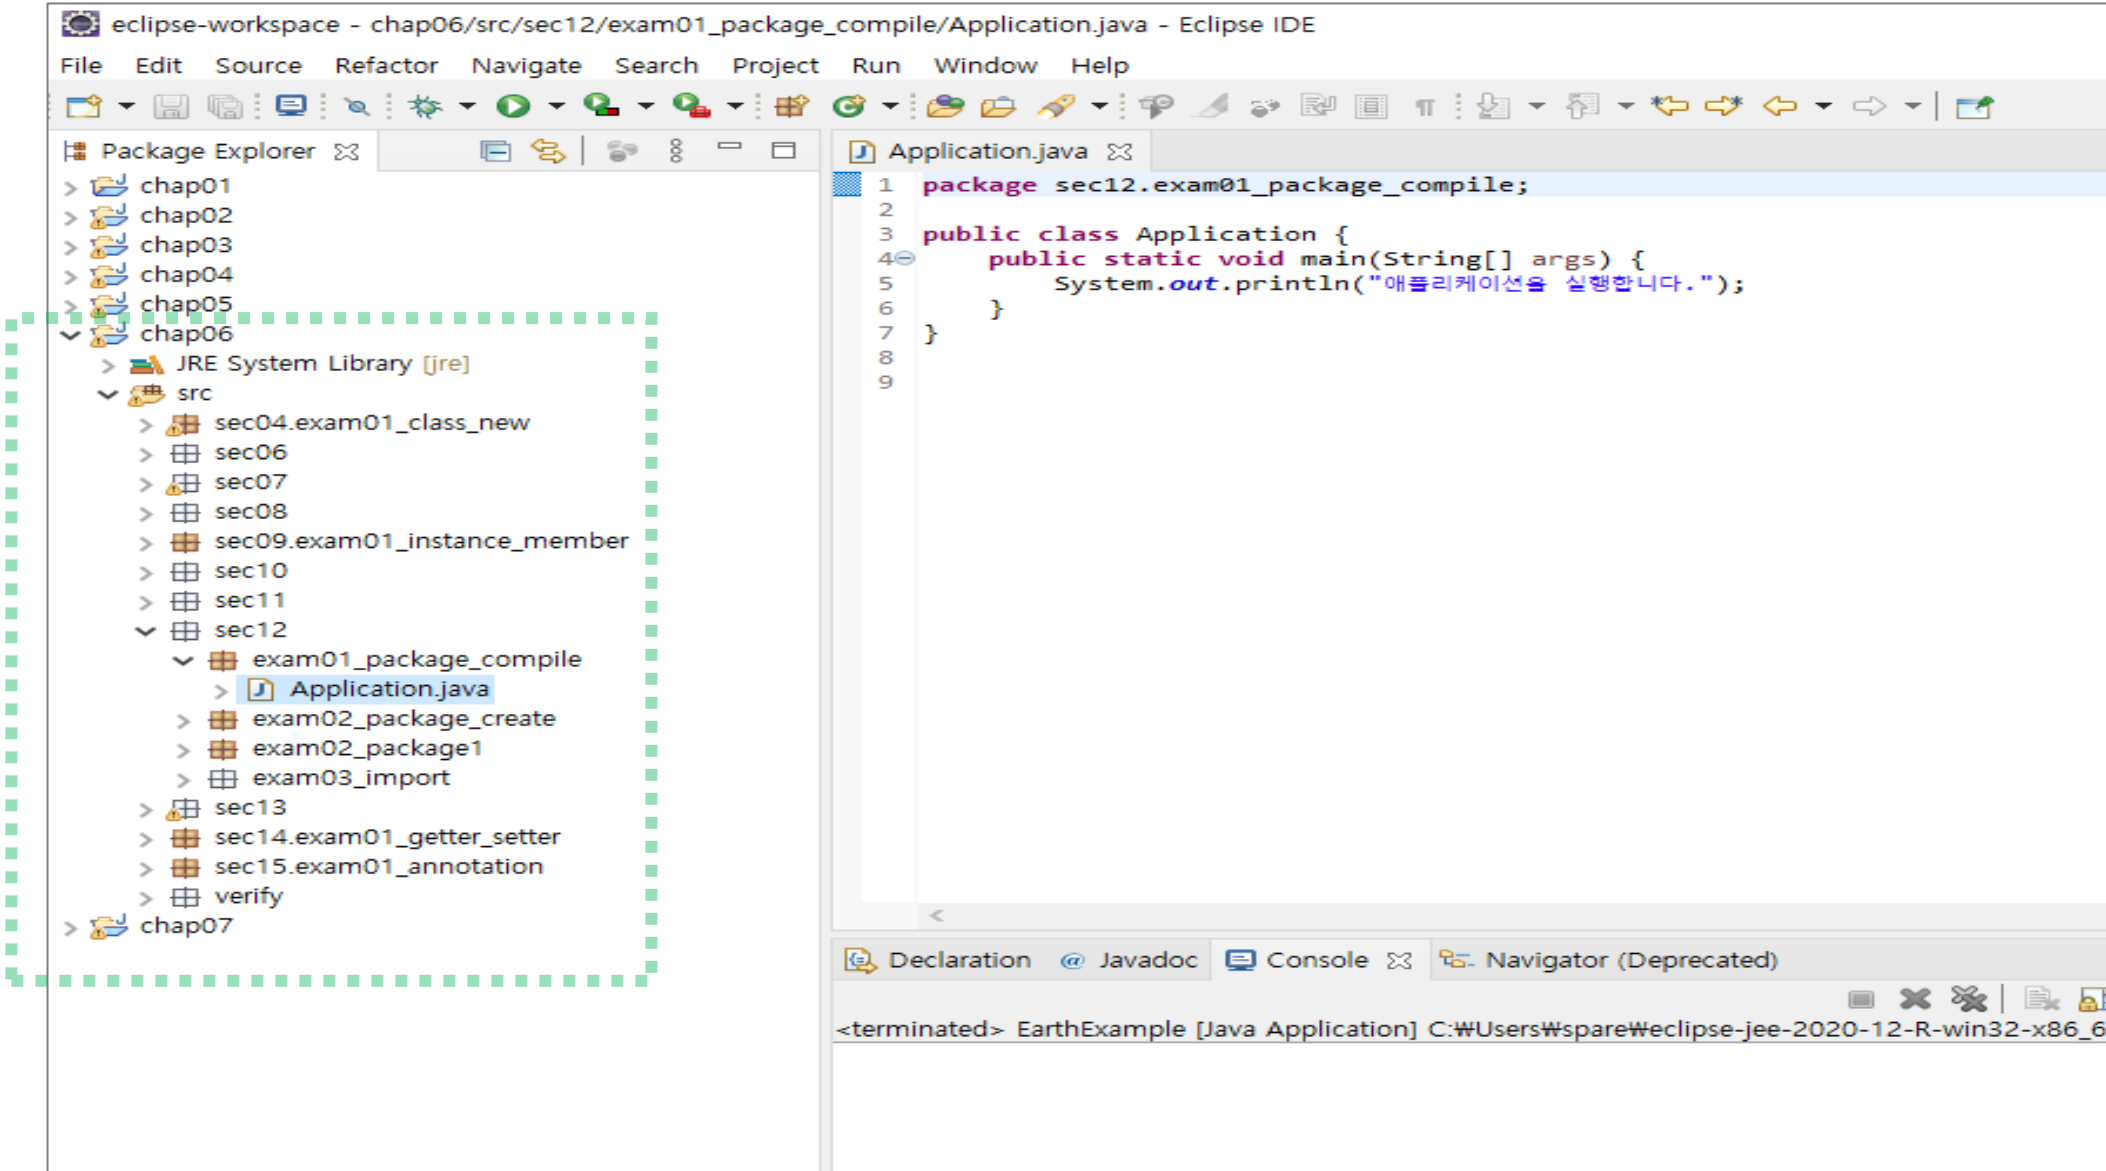 eclipse-workspace - chap06/src/sec12/exam01_package_compile/Application.java - Eclipse IDE
File Edit Source Refactor Navigate Search Project Run Window Help
Package Explorer
chap01
chap02
chap03
chap04
chap05
chap06
JRE System Library [jre]
src
sec04.exam01_class_new
sec06
sec07
sec08
sec09.exam01_instance_member
sec10
sec11
sec12
exam01_package_compile
Application.java
exam02_package_create
exam02_package1
exam03_import
sec13
sec14.exam01_getter_setter
sec15.exam01_annotation
verify
chap07
Application.java
1 package sec12.exam01_package_compile;
2
3 public class Application {
4 public static void main(String[] args) {
5 System.out.println("애플리케이션을 실행합니다.");
6 }
7 }
8
9
Declaration @ Javadoc Console Navigator (Deprecated)
<terminated> EarthExample [Java Application] C:₩Users₩spare₩eclipse-jee-2020-12-R-win32-x86_6